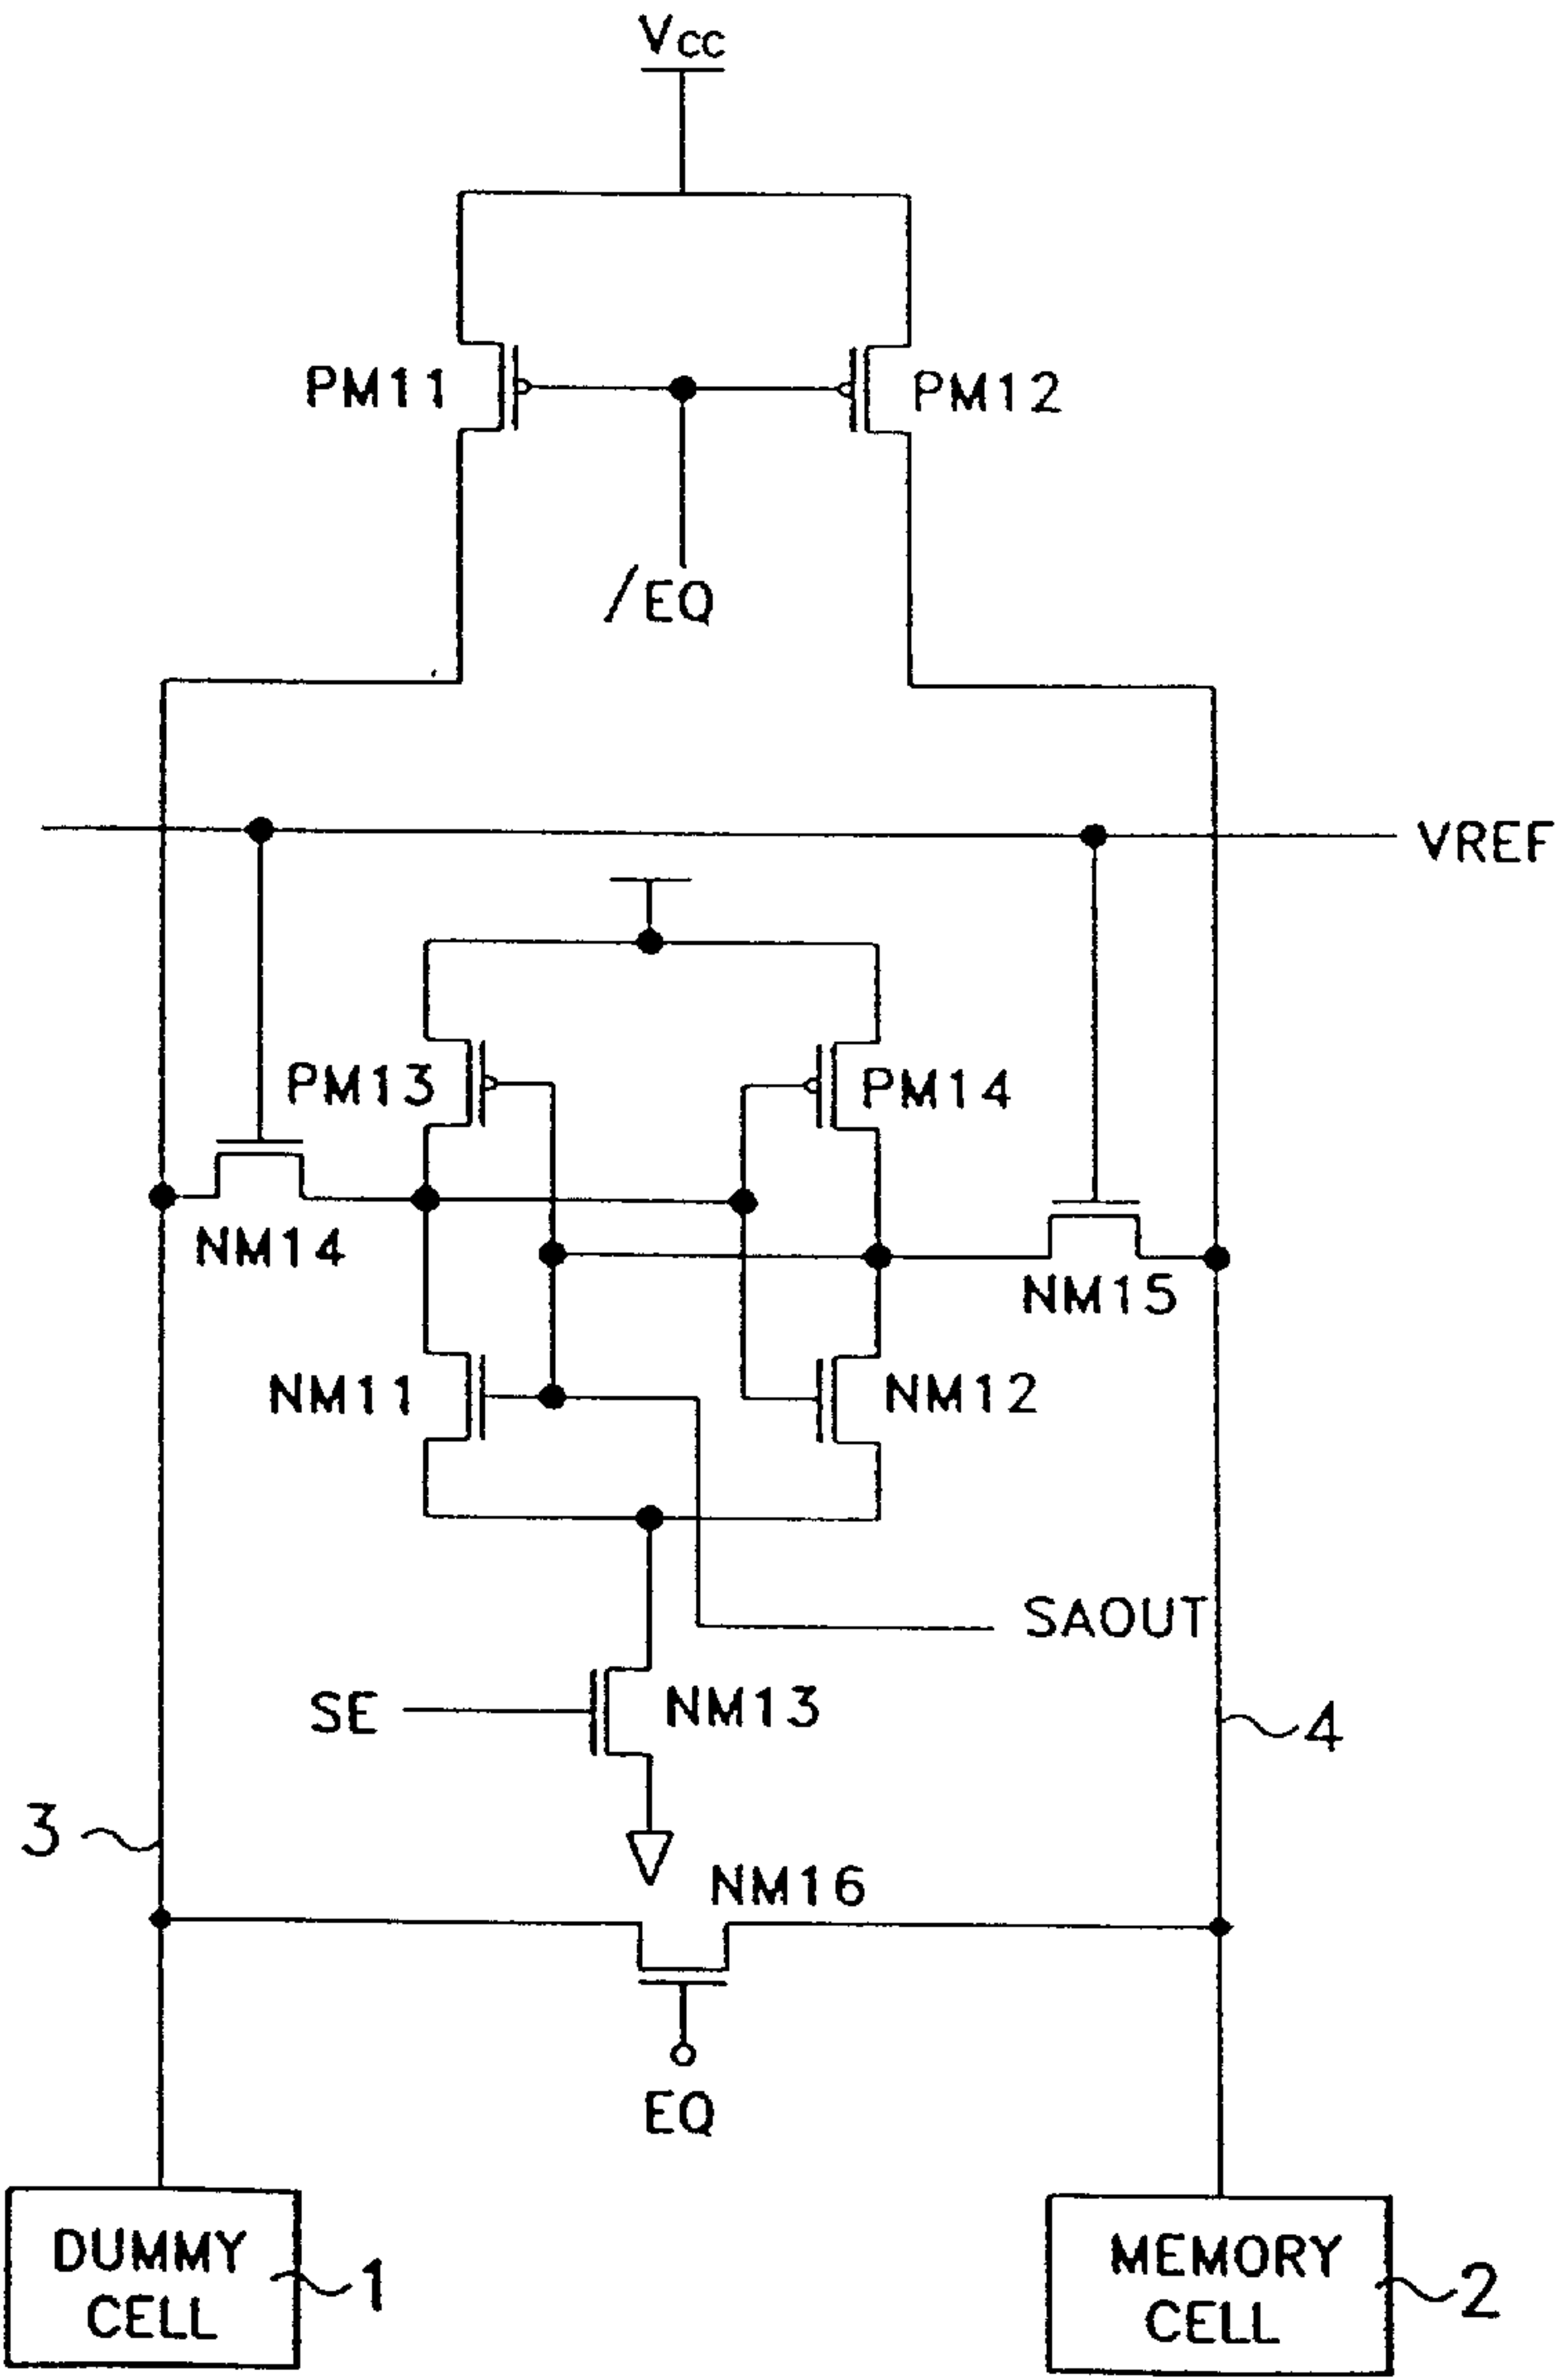 Vcc
PM11
PM12
/EQ
VREF
PM13
PM14
NM14
NM15
NM11
NM12
SAOUT
SE
NM13
4
3
NM16
EQ
DUMMY
CELL
1
MEMORY
CELL
2